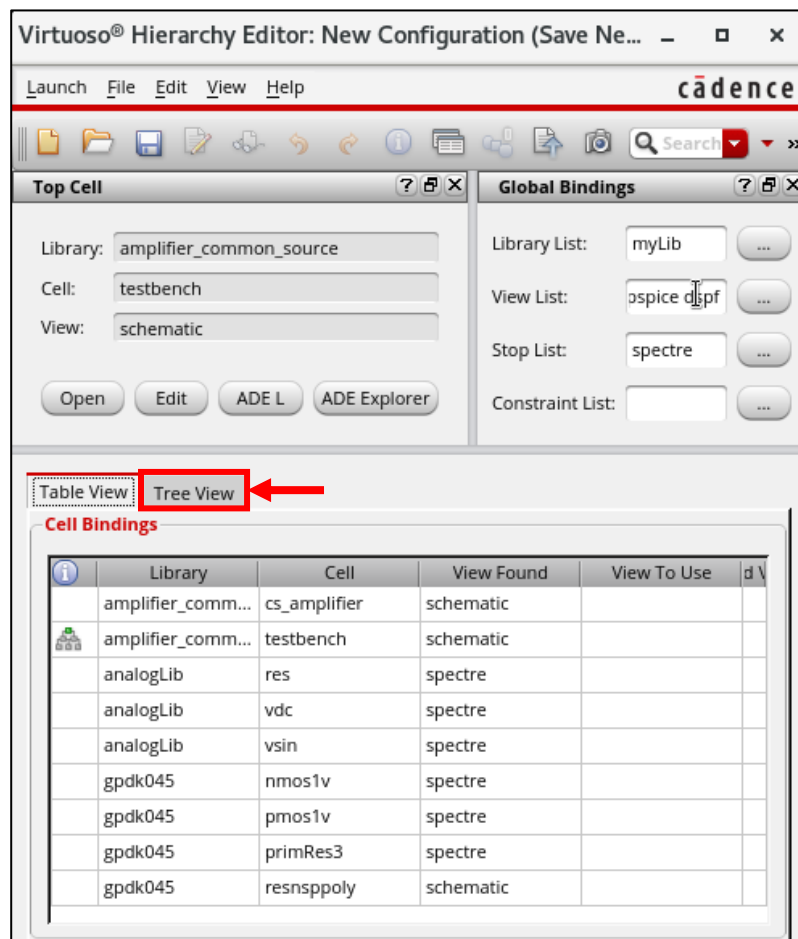 Virtuoso® Hierarchy Editor: New Configuration (Save Ne...
Launch File Edit View Help
cādence
Search
Top Cell
Library: amplifier_common_source
Cell: testbench
View: schematic
Open Edit ADE L ADE Explorer
Global Bindings
Library List: myLib ...
View List: dspf ...
Stop List: spectre ...
Constraint List: ...
Table View Tree View
Cell Bindings
Library Cell View Found View To Use
amplifier_comm... cs_amplifier schematic
amplifier_comm... testbench schematic
analogLib res spectre
analogLib vdc spectre
analogLib vsin spectre
gpdk045 nmos1v spectre
gpdk045 pmos1v spectre
gpdk045 primRes3 spectre
gpdk045 resnsppoly schematic